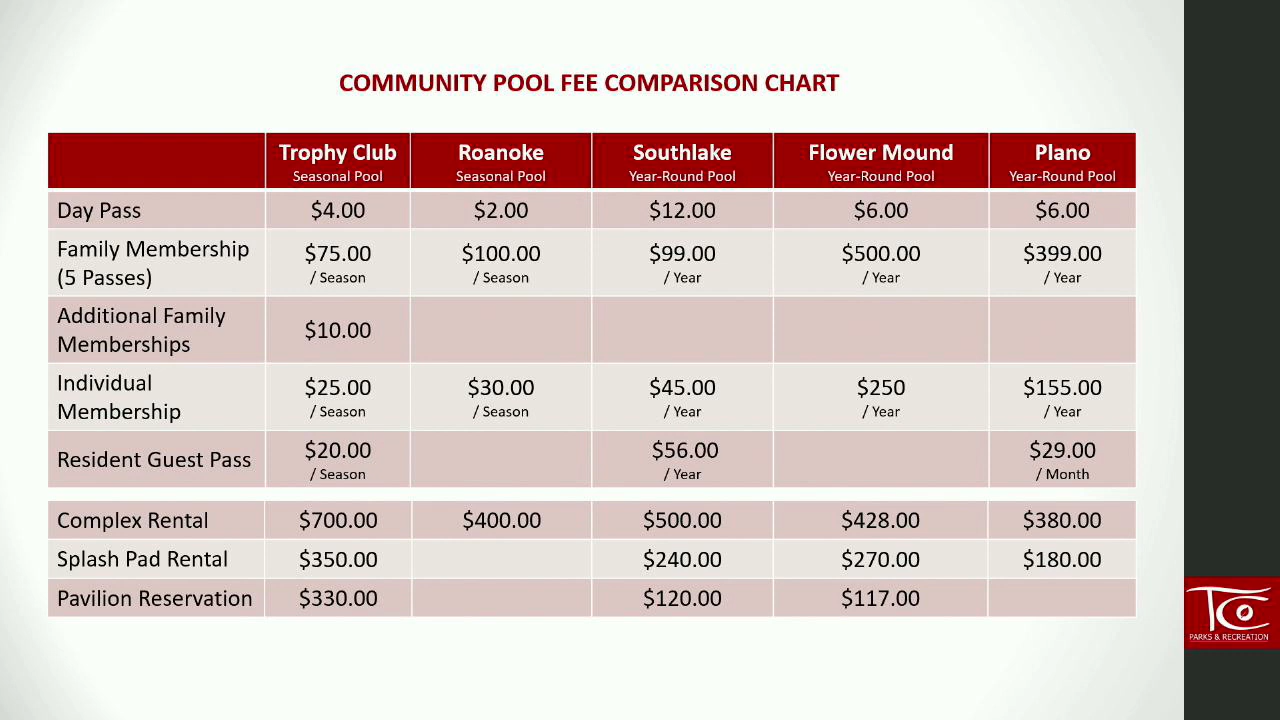 COMMUNITY POOL FEE COMPARISON CHART
Trophy Club Roanoke Southlake Flower Mound Plano
Seasonal Pool Seasonal Pool Year-Round Pool Year-Round Pool Year-Round Pool
Day Pass $4.00 $2.00 $12.00 $6.00 $6.00
Family Membership $75.00 $100.00 $99.00 $500.00 $399.00
(5 Passes) / Season / Season / Year / Year / Year
Additional Family
Memberships $10.00
Individual
Membership $25.00 $30.00 $45.00 $250 $155.00
/ Season / Season / Year / Year / Year
Resident Guest Pass $20.00 $56.00 $29.00
/ Season / Year / Month
Complex Rental $700.00 $400.00 $500.00 $428.00 $380.00
Splash Pad Rental $350.00 $240.00 $270.00 $180.00
Pavilion Reservation $330.00 $120.00 $117.00
TC
PARKS & RECREATION